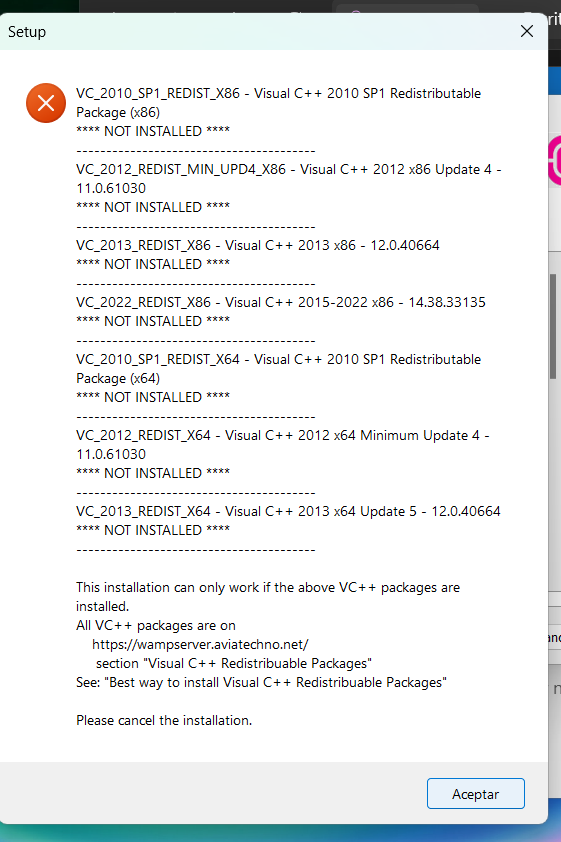 Setup
VC_2010_SP1_REDIST_X86 - Visual C++ 2010 SP1 Redistributable
Package (x86)
**** NOT INSTALLED ****
----------------------------------------
VC_2012_REDIST_MIN_UPD4_X86 - Visual C++ 2012 x86 Update 4 -
11.0.61030
**** NOT INSTALLED ****
----------------------------------------
VC_2013_REDIST_X86 - Visual C++ 2013 x86 - 12.0.40664
**** NOT INSTALLED ****
----------------------------------------
VC_2022_REDIST_X86 - Visual C++ 2015-2022 x86 - 14.38.33135
**** NOT INSTALLED ****
----------------------------------------
VC_2010_SP1_REDIST_X64 - Visual C++ 2010 SP1 Redistributable
Package (x64)
**** NOT INSTALLED ****
----------------------------------------
VC_2012_REDIST_X64 - Visual C++ 2012 x64 Minimum Update 4 -
11.0.61030
**** NOT INSTALLED ****
----------------------------------------
VC_2013_REDIST_X64 - Visual C++ 2013 x64 Update 5 - 12.0.40664
**** NOT INSTALLED ****
----------------------------------------
This installation can only work if the above VC++ packages are
installed.
All VC++ packages are on
https://wampserver.aviatechno.net/
section "Visual C++ Redistribuable Packages"
See: "Best way to install Visual C++ Redistribuable Packages"
Please cancel the installation.
Aceptar